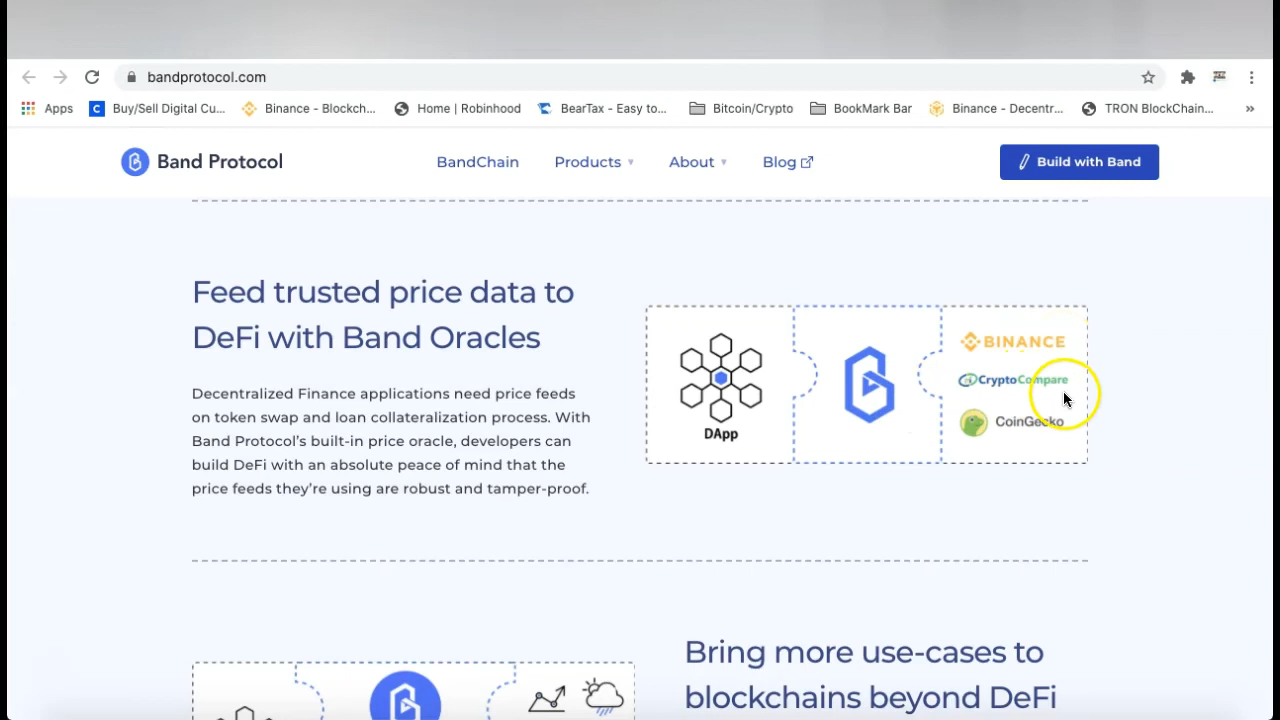 bandprotocol.com
Apps
Buy/Sell Digital Cu...
Binance - Blockch...
Home | Robinhood
BearTax - Easy to...
Bitcoin/Crypto
BookMark Bar
Binance - Decentr...
TRON BlockChain...
»
Band Protocol
BandChain
Products
About
Blog
Build with Band
Feed trusted price data to
DeFi with Band Oracles
Decentralized Finance applications need price feeds
on token swap and loan collateralization process. With
Band Protocol’s built-in price oracle, developers can
build DeFi with an absolute peace of mind that the
price feeds they’re using are robust and tamper-proof.
DApp
BINANCE
CryptoCompare
CoinGecko
Bring more use-cases to
blockchains beyond DeFi